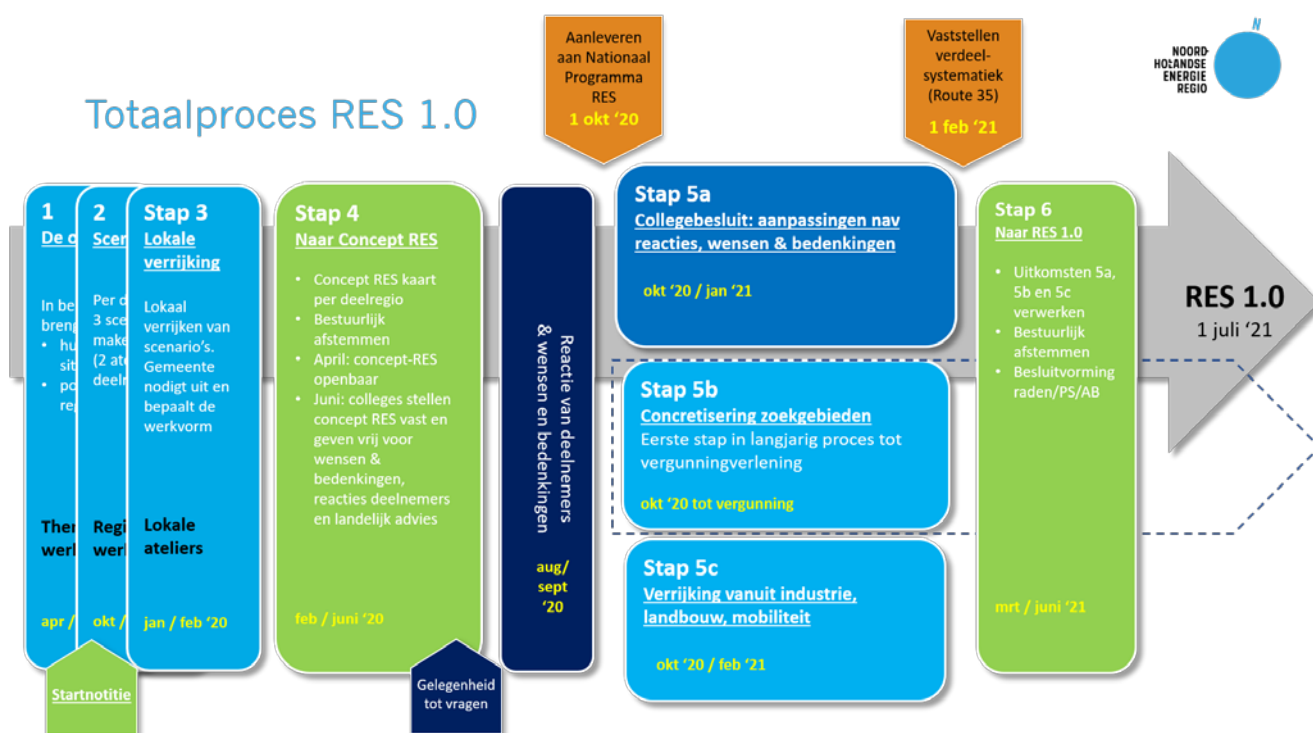 Totaalproces RES 1.0
Aanleveren
aan Nationaal
Programma
RES
1 okt ‘20
Vaststellen
verdeel-
systematiek
(Route 35)
1 feb ‘21
N
NOORD-
HOLLANDSE
ENERGIE
REGIO
1
De
In
apr /
2
Per
3
okt /
Stap 3
Lokale
verrijking
Lokaal
verrijken van
scenario’s.
Gemeente
nodigt uit en
bepaalt de
werkvorm
Lokale
ateliers
jan / feb ‘20
Startnotitie
Stap 4
Naar Concept RES
• Concept RES kaart
per deelregio
• Bestuurlijk
afstemmen
• April: concept-RES
openbaar
• Juni: colleges stellen
concept RES vast en
geven vrij voor
wensen &
bedenkingen,
reacties deelnemers
en landelijk advies
feb / juni ‘20
Gelegenheid
tot vragen
Reactie van deelnemers
& wensen en bedenkingen
aug/
sept
‘20
Stap 5a
Collegebesluit: aanpassingen nav
reacties, wensen & bedenkingen
okt ‘20 / jan ‘21
Stap 5b
Concretisering zoekgebieden
Eerste stap in langjarig proces tot
vergunningverlening
okt ‘20 tot vergunning
Stap 5c
Verrijking vanuit industrie,
landbouw, mobiliteit
okt ‘20 / feb ‘21
Stap 6
Naar RES 1.0
• Uitkomsten 5a,
5b en 5c
verwerken
• Bestuurlijk
afstemmen
• Besluitvorming
raden/PS/AB
mrt / juni ‘21
RES 1.0
1 juli ‘21